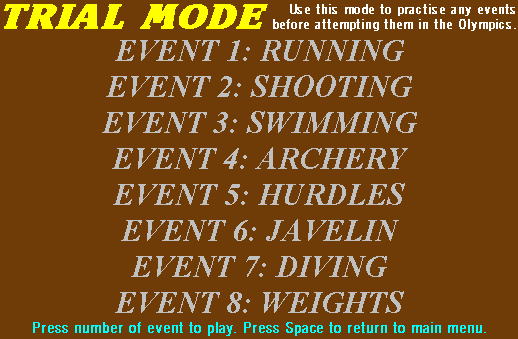 TRIAL MODE
Use this mode to practise any events
before attempting them in the Olympics.
EVENT 1: RUNNING
EVENT 2: SHOOTING
EVENT 3: SWIMMING
EVENT 4: ARCHERY
EVENT 5: HURDLES
EVENT 6: JAVELIN
EVENT 7: DIVING
EVENT 8: WEIGHTS
Press number of event to play. Press Space to return to main menu.